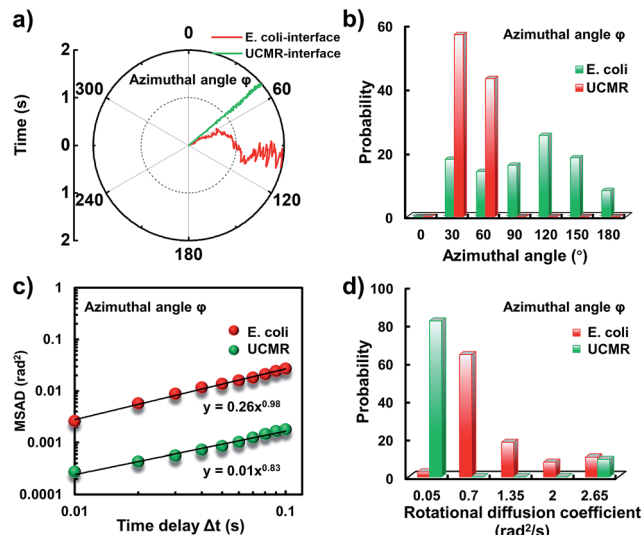 a)
0
E. coli-interface
UCMR-interface
Azimuthal angle φ
Time (s)
2
1
0
1
2
300
60
240
120
180
b)
Azimuthal angle φ
E. coli
UCMR
Probability
60
40
20
0
0 30 60 90 120 150 180
Azimuthal angle (°)
c)
Azimuthal angle φ
E. coli
UCMR
MSAD (rad²)
1
0.1
0.01
0.001
0.0001
y = 0.26x^0.98
y = 0.01x^0.83
0.01 0.1
Time delay Δt (s)
d)
Azimuthal angle φ
E. coli
UCMR
Probability
100
80
60
40
20
0
0.05 0.7 1.35 2 2.65
Rotational diffusion coefficient
(rad²/s)